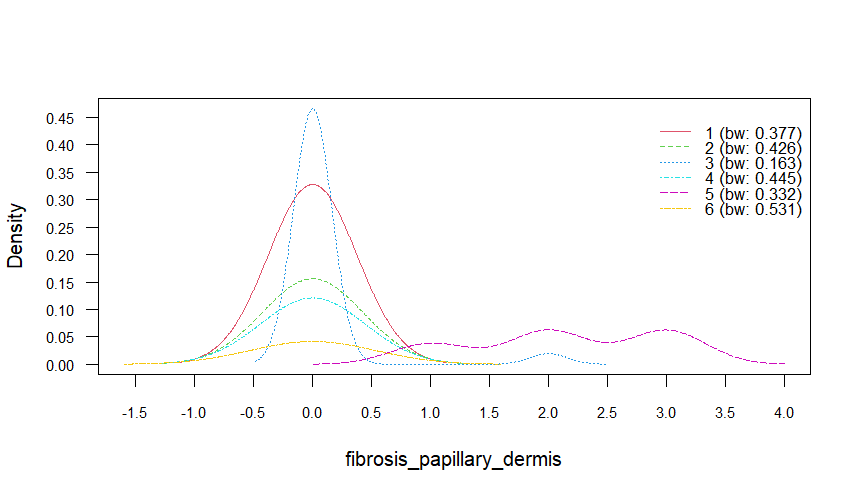 1 (bw: 0.377)
2 (bw: 0.426)
3 (bw: 0.163)
4 (bw: 0.445)
5 (bw: 0.332)
6 (bw: 0.531)
Density
0.45
0.40
0.35
0.30
0.25
0.20
0.15
0.10
0.05
0.00
-1.5 -1.0 -0.5 0.0 0.5 1.0 1.5 2.0 2.5 3.0 3.5 4.0
fibrosis_papillary_dermis